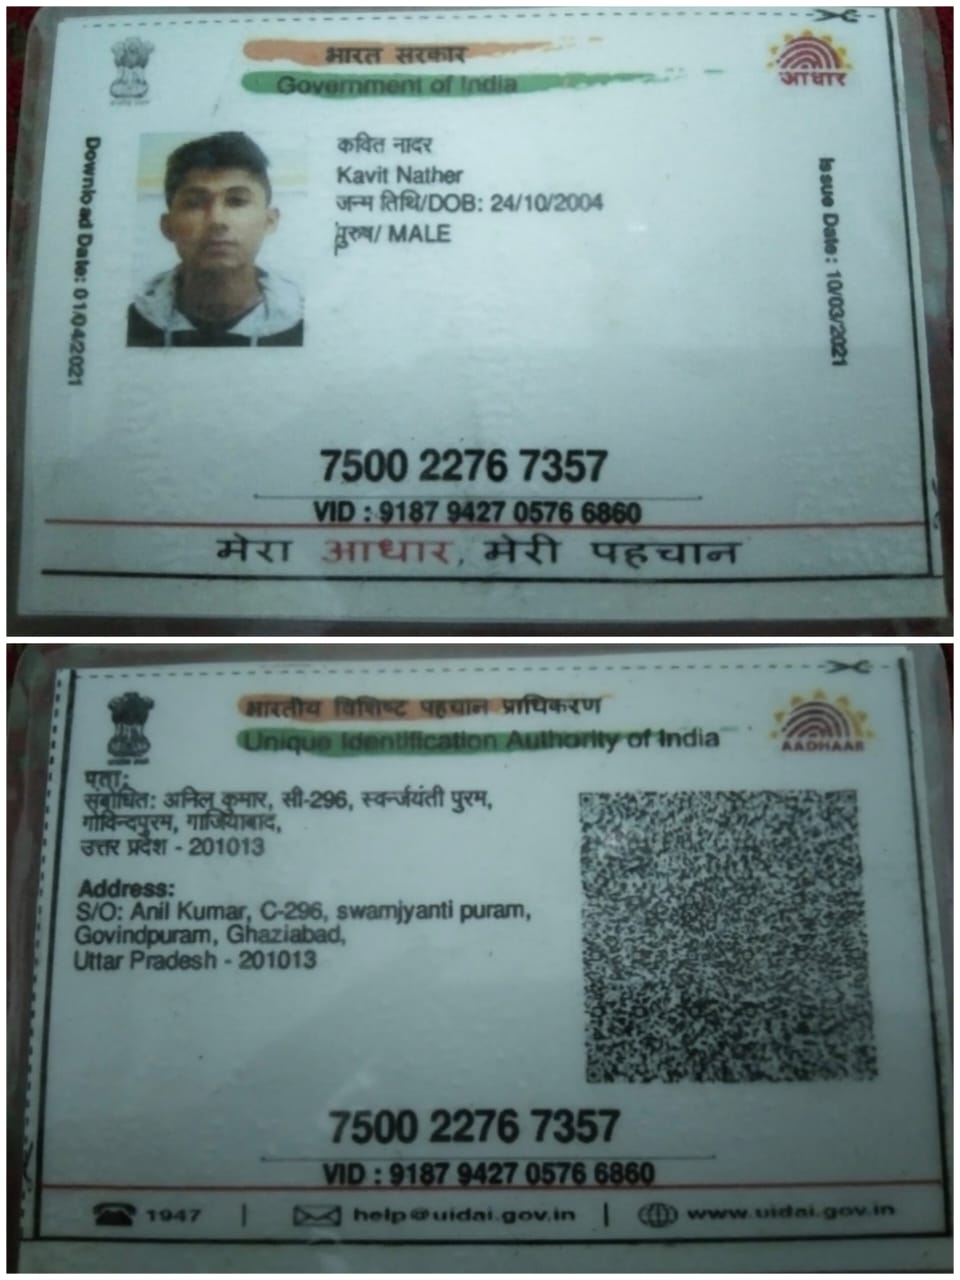 भारत सरकार
Government of India
आधार
Download Date: 01/04/2021
Issue Date: 10/03/2021
कवित नादर
Kavit Nather
जन्म तिथि/DOB: 24/10/2004
पुरुष/ MALE
7500 2276 7357
VID : 9187 9427 0576 6860
मेरा आधार, मेरी पहचान
भारतीय विशिष्ट पहचान प्राधिकरण
Unique Identification Authority of India
AADHAAR
पता:
संबोधित: अनिल कुमार, सी-296, स्वर्न्जयंती पुरम,
गोविन्दपुरम, गाजियाबाद,
उत्तर प्रदेश - 201013
Address:
S/O: Anil Kumar, C-296, swarnjyanti puram,
Govindpuram, Ghaziabad,
Uttar Pradesh - 201013
7500 2276 7357
VID : 9187 9427 0576 6860
1947 | help@uidai.gov.in | www.uidai.gov.in